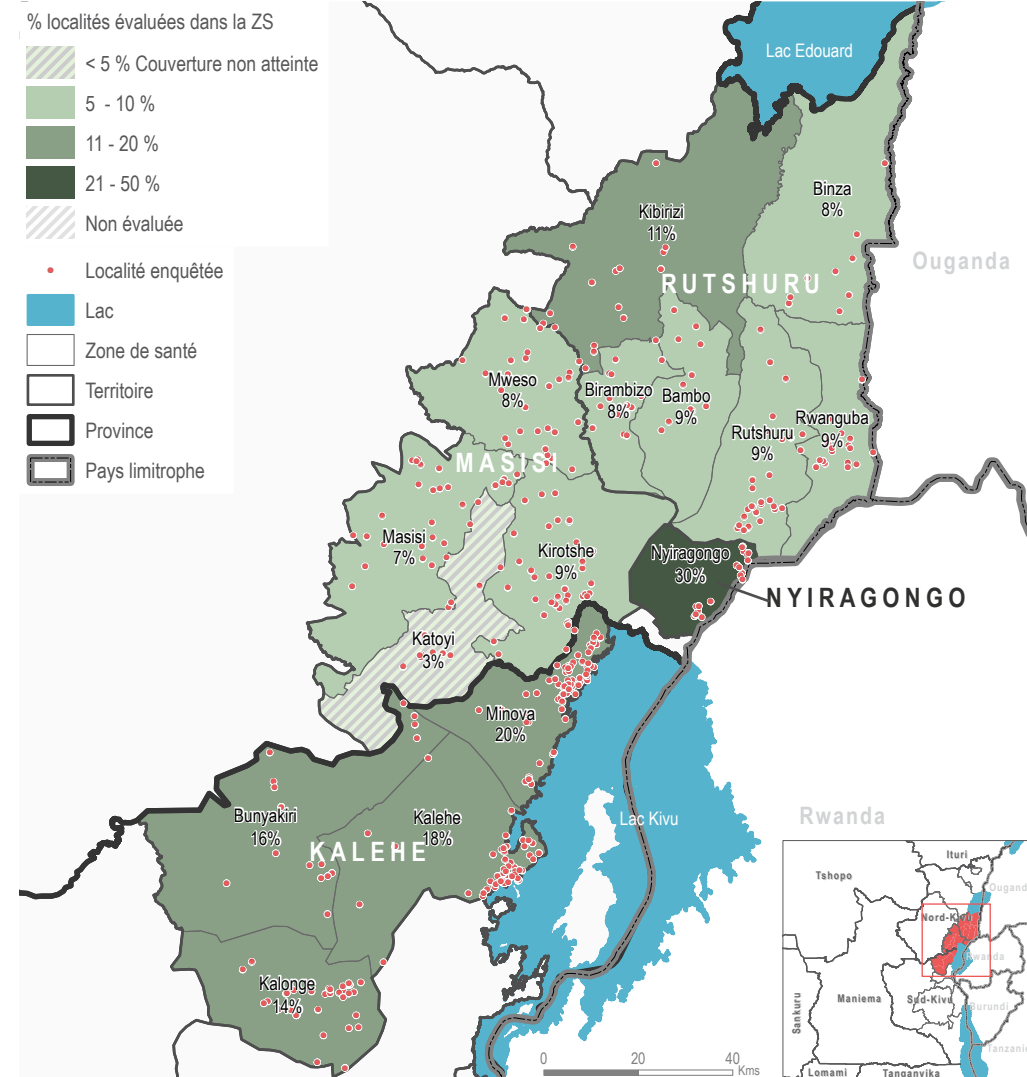 % localités évaluées dans la ZS
< 5 % Couverture non atteinte
5 - 10 %
11 - 20 %
21 - 50 %
Non évaluée
Localité enquêtée
Lac
Zone de santé
Territoire
Province
Pays limitrophe
Lac Edouard
Binza
8%
Kibirizi
11%
Ouganda
RUTSHURU
Mweso
8%
Birambizo
8%
Bambo
9%
Rutshuru
9%
Rwanguba
9%
MASISI
Masisi
7%
Kirotshe
9%
Nyiragongo
30%
NYIRAGONGO
Katoyi
3%
Minova
20%
Bunyakiri
16%
Kalehe
18%
KALEHE
Lac Kivu
Rwanda
Kalonge
14%
0 20 40
Kms
Ituri
Tshopo
Ougand
Nord-Kivu
Rwanda
Maniema
Sud-Kivu
Burundi
Sankuru
Tanzanie
Lomami
Tanganyika